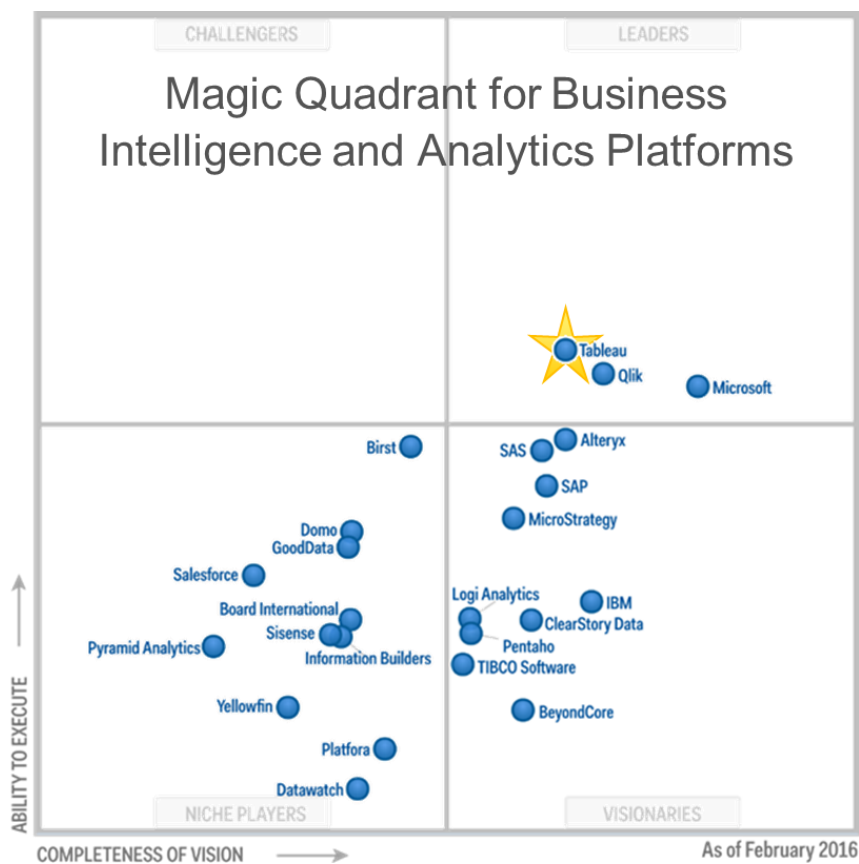 CHALLENGERS
LEADERS
Magic Quadrant for Business
Intelligence and Analytics Platforms
Tableau
Qlik
Microsoft
Birst
SAS
Alteryx
SAP
MicroStrategy
Domo
GoodData
Salesforce
Logi Analytics
IBM
Board International
ClearStory Data
Sisense
Pentaho
Pyramid Analytics
Information Builders
TIBCO Software
Yellowfin
BeyondCore
Platfora
Datawatch
NICHE PLAYERS
VISIONARIES
ABILITY TO EXECUTE
COMPLETENESS OF VISION
As of February 2016